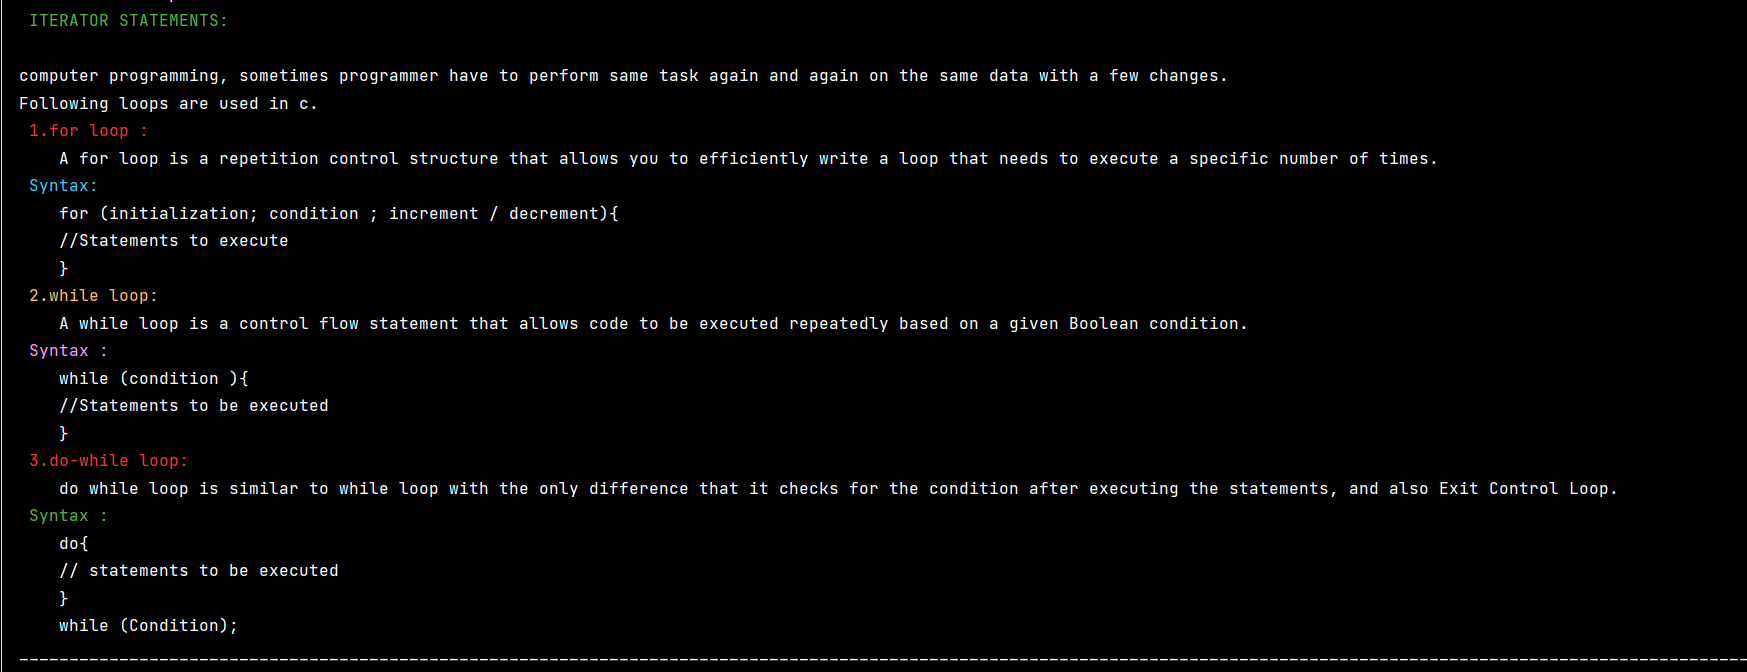 ITERATOR STATEMENTS:
computer programming, sometimes programmer have to perform same task again and again on the same data with a few changes.
Following loops are used in c.
1.for loop :
A for loop is a repetition control structure that allows you to efficiently write a loop that needs to execute a specific number of times.
Syntax:
for (initialization; condition ; increment / decrement){
//Statements to execute
}
2.while loop:
A while loop is a control flow statement that allows code to be executed repeatedly based on a given Boolean condition.
Syntax :
while (condition ){
//Statements to be executed
}
3.do-while loop:
do while loop is similar to while loop with the only difference that it checks for the condition after executing the statements, and also Exit Control Loop.
Syntax :
do{
// statements to be executed
}
while (Condition);